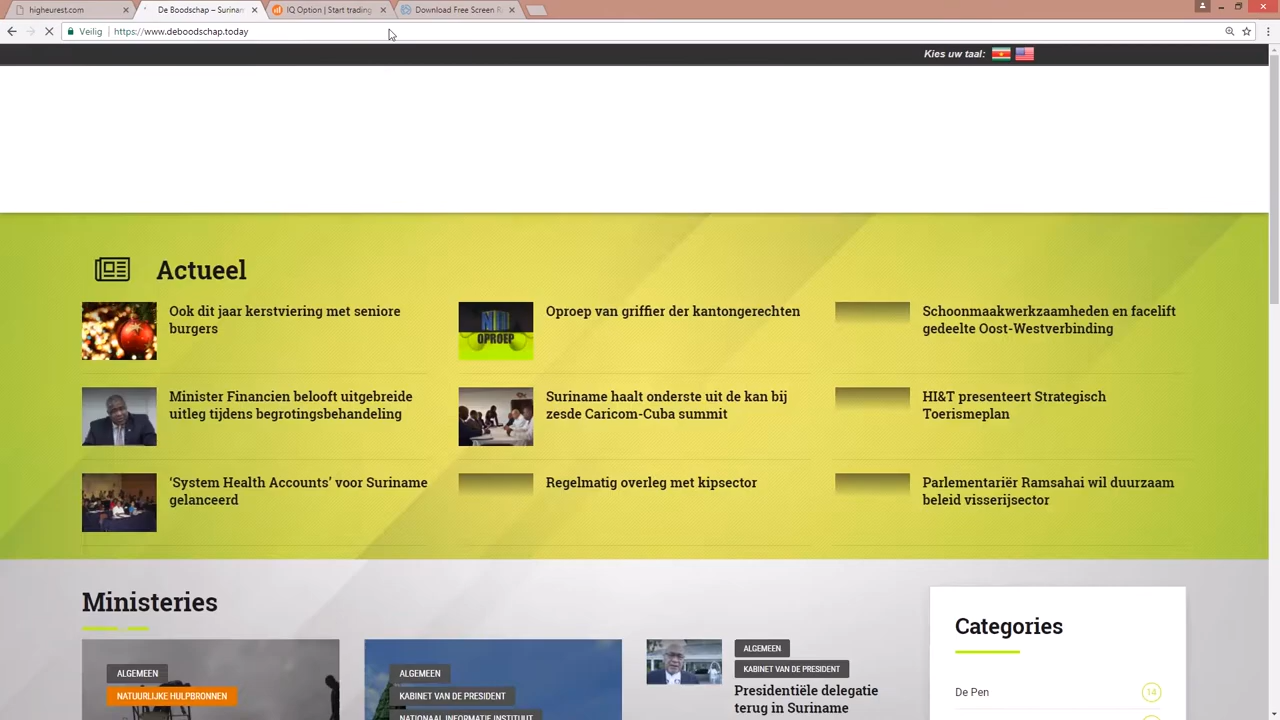 higheurest.com
De Boodschap – Surinan
IQ Option | Start trading
Download Free Screen R
Veilig
https://www.deboodschap.today
Kies uw taal:
Actueel
Ook dit jaar kerstviering met seniore
burgers
Oproep van griffier der kantongerechten
OPROEP
Schoonmaakwerkzaamheden en facelift
gedeelte Oost-Westverbinding
Minister Financien belooft uitgebreide
uitleg tijdens begrotingsbehandeling
Suriname haalt onderste uit de kan bij
zesde Caricom-Cuba summit
HI&T presenteert Strategisch
Toerismeplan
‘System Health Accounts’ voor Suriname
gelanceerd
Regelmatig overleg met kipsector
Parlementariër Ramsahai wil duurzaam
beleid visserijsector
Ministeries
ALGEMEEN
NATUURLIJKE HULPBRONNEN
ALGEMEEN
KABINET VAN DE PRESIDENT
NATIONAAL INFORMATIE INSTITUUT
ALGEMEEN
KABINET VAN DE PRESIDENT
Presidentiële delegatie
terug in Suriname
Categories
De Pen
14